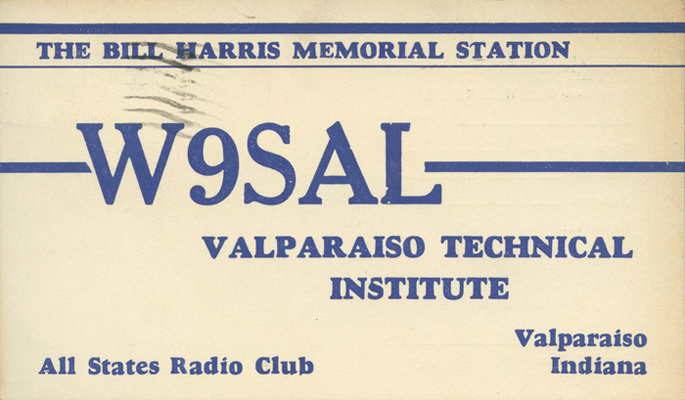 THE BILL HARRIS MEMORIAL STATION
W9SAL
VALPARAISO TECHNICAL
INSTITUTE
Valparaiso
Indiana
All States Radio Club